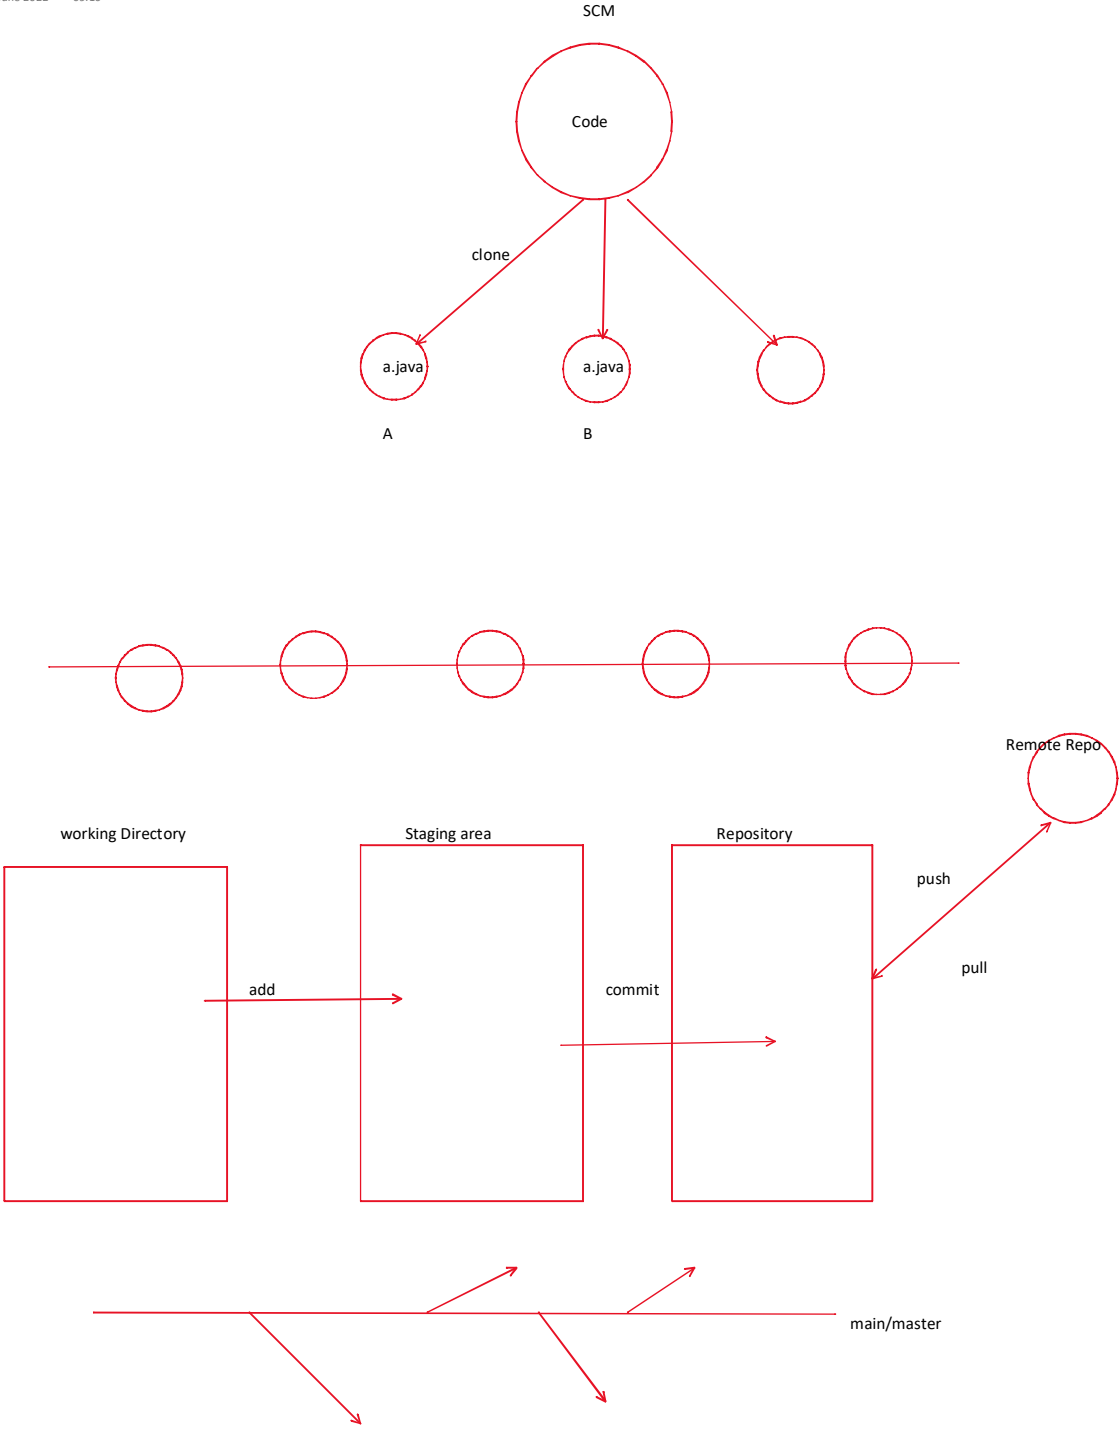 SCM
Code
clone
a.java
a.java
A
B
Remote Repo
working Directory
Staging area
Repository
push
pull
add
commit
main/master